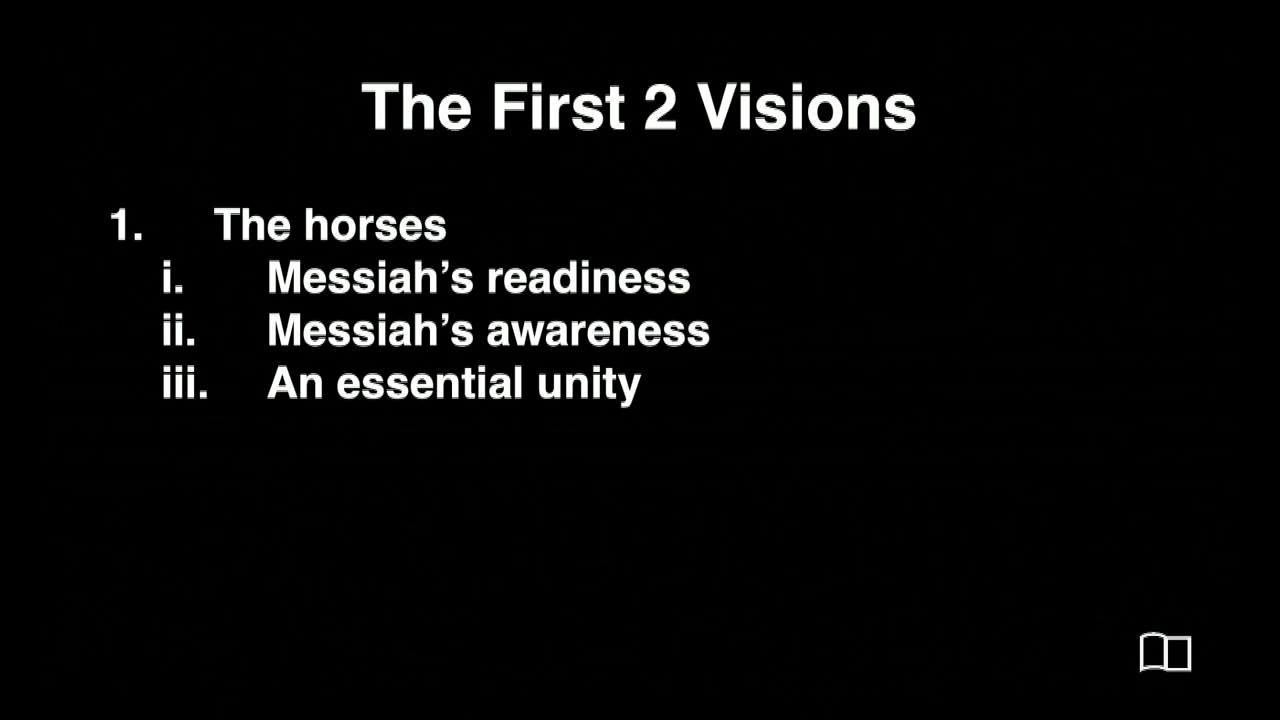 The First 2 Visions
1. The horses
i. Messiah’s readiness
ii. Messiah’s awareness
iii. An essential unity